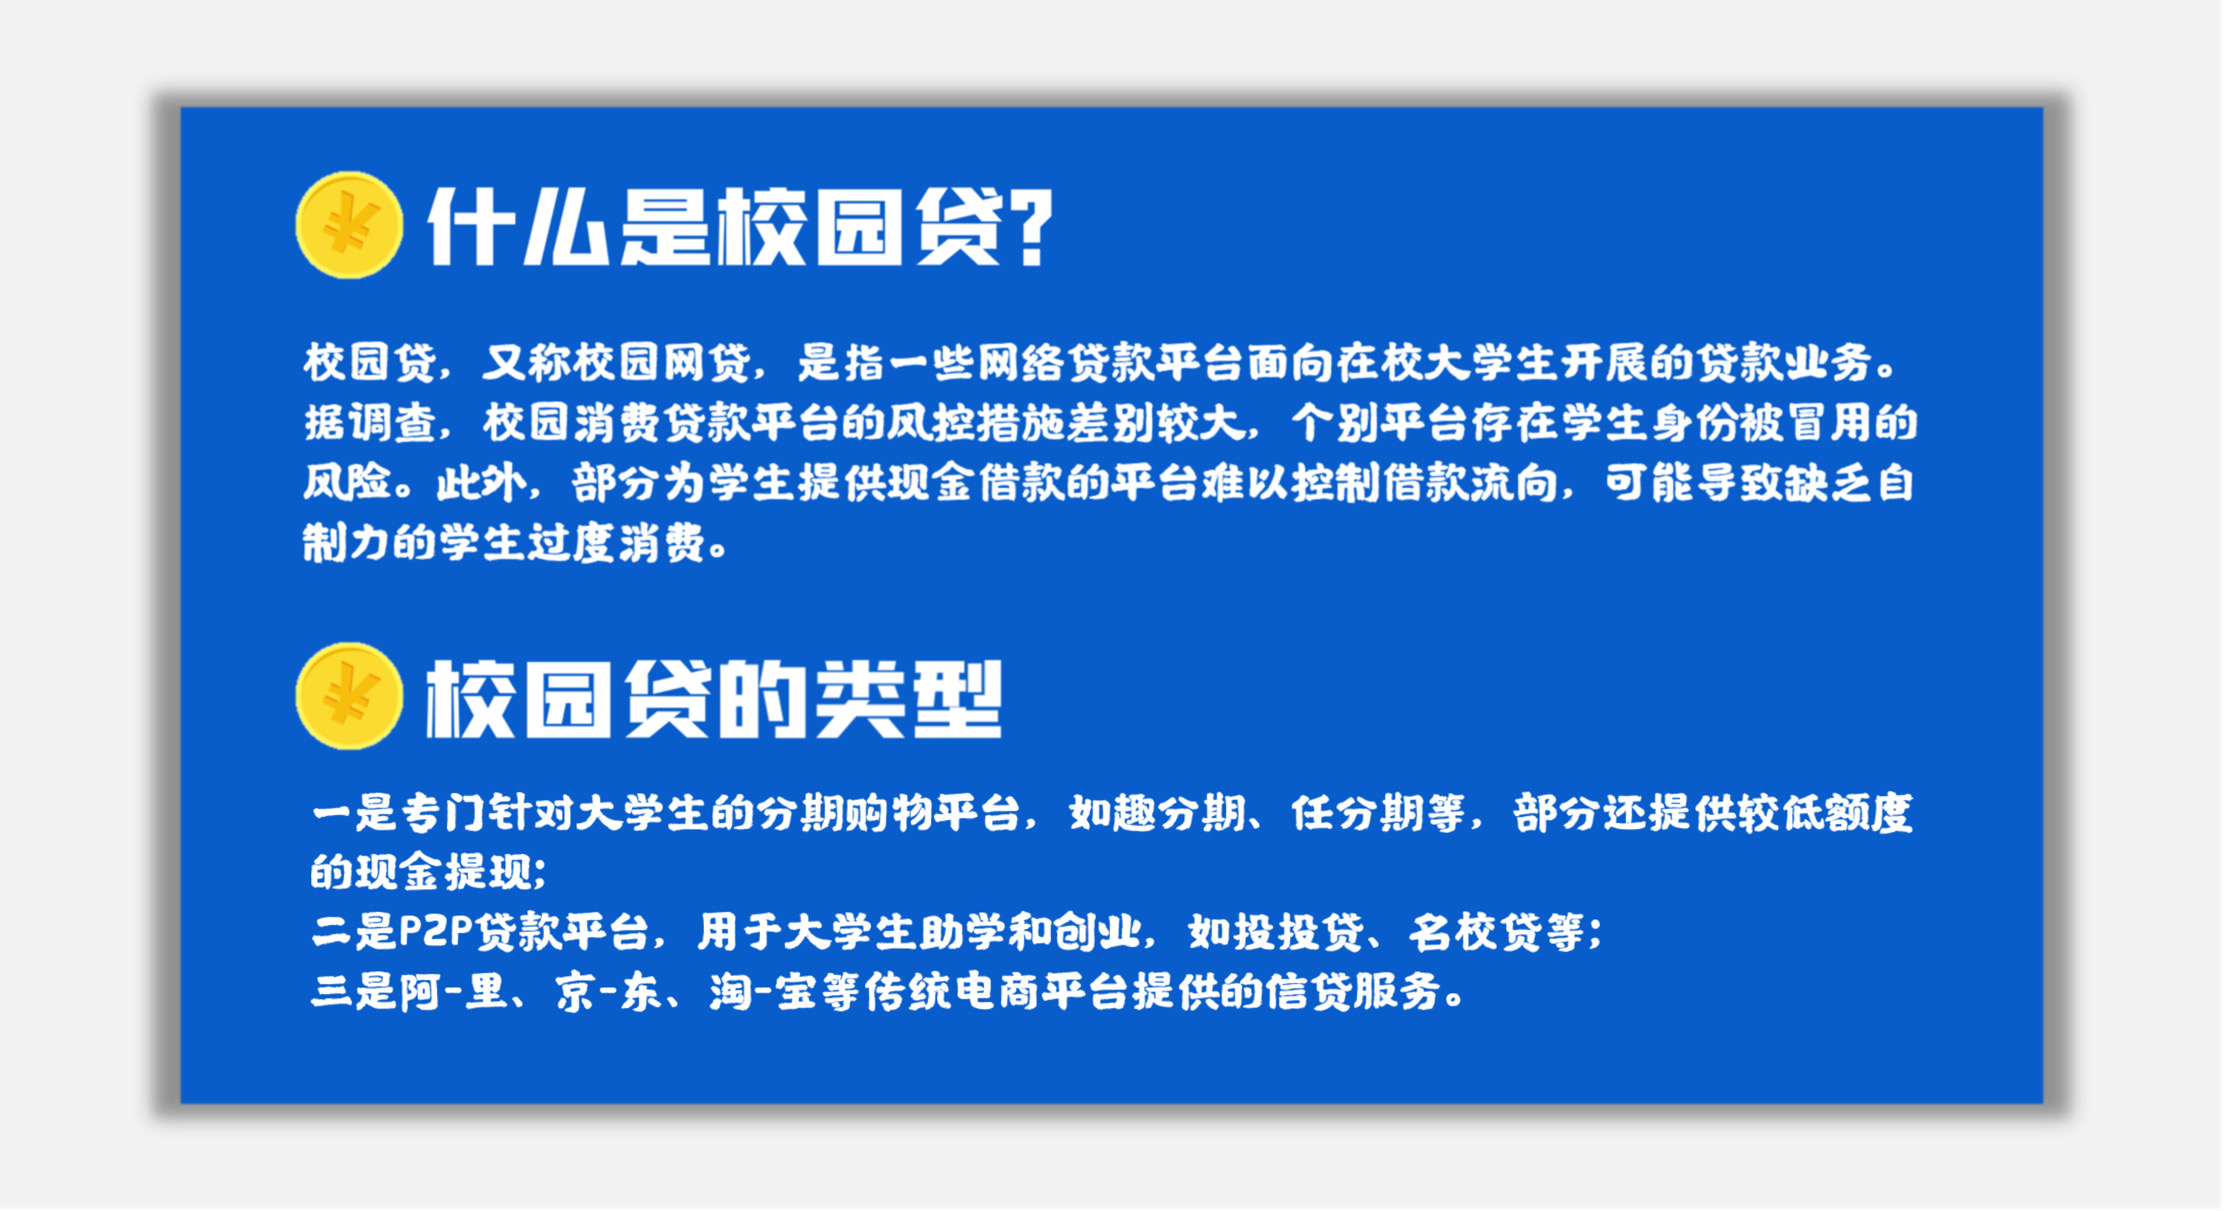 什么是校园贷?
校园贷，又称校园网贷，是指一些网络贷款平台面向在校大学生开展的贷款业务。
据调查，校园消费贷款平台的风控措施差别较大，个别平台存在学生身份被冒用的
风险。此外，部分为学生提供现金借款的平台难以控制借款流向，可能导致缺乏自
制力的学生过度消费。
校园贷的类型
一是专门针对大学生的分期购物平台，如趣分期、任分期等，部分还提供较低额度
的现金提现；
二是P2P贷款平台，用于大学生助学和创业，如投投贷、名校贷等；
三是阿-里、京-东、淘-宝等传统电商平台提供的信贷服务。